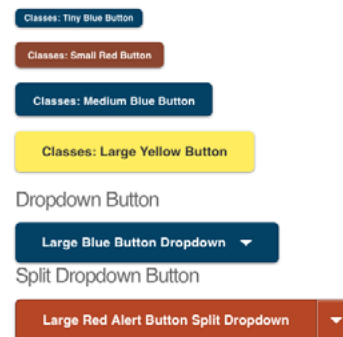 Classes: Tiny Blue Button
Classes: Small Red Button
Classes: Medium Blue Button
Classes: Large Yellow Button
Dropdown Button
Large Blue Button Dropdown
Split Dropdown Button
Large Red Alert Button Split Dropdown